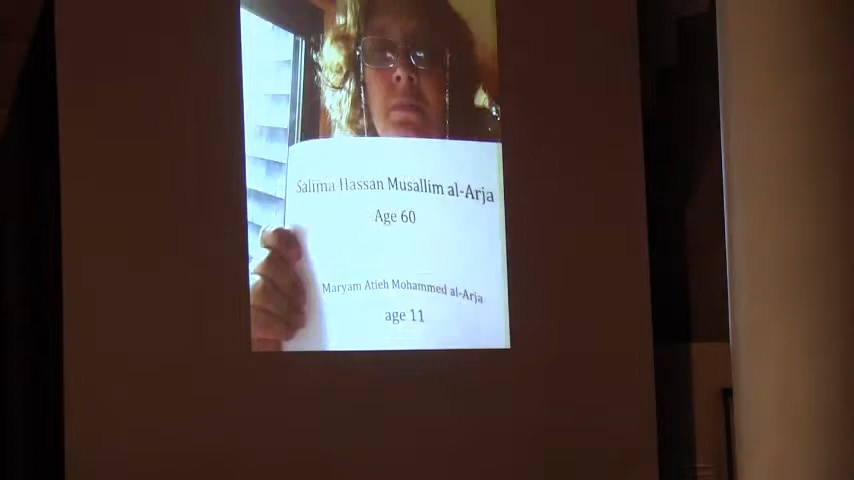 Salima Hassan Musallim al-Arja
Age 60
Maryam Atieh Mohammed al-Arja
age 11